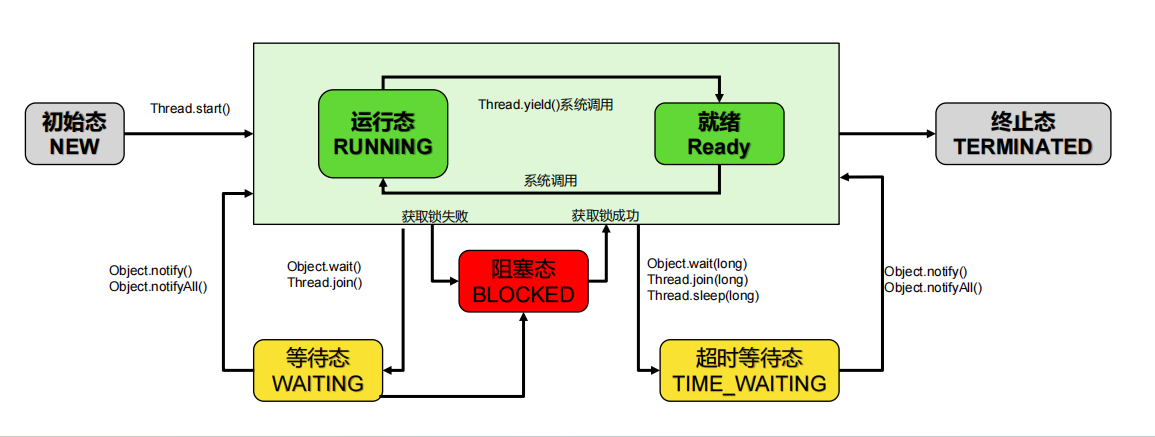 初始态
NEW
Thread.start()
运行态
RUNNING
Thread.yield()系统调用
就绪
Ready
系统调用
终止态
TERMINATED
获取锁失败
获取锁成功
Object.notify()
Object.notifyAll()
Object.wait()
Thread.join()
阻塞态
BLOCKED
Object.wait(long)
Thread.join(long)
Thread.sleep(long)
Object.notify()
Object.notifyAll()
等待态
WAITING
超时等待态
TIME_WAITING